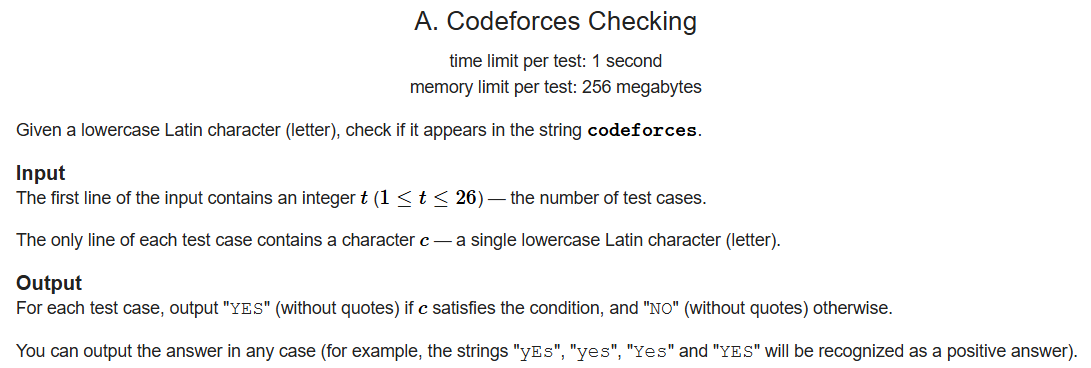 A. Codeforces Checking
time limit per test: 1 second
memory limit per test: 256 megabytes
Given a lowercase Latin character (letter), check if it appears in the string codeforces.
Input
The first line of the input contains an integer t (1 ≤ t ≤ 26) — the number of test cases.
The only line of each test case contains a character c — a single lowercase Latin character (letter).
Output
For each test case, output "YES" (without quotes) if c satisfies the condition, and "NO" (without quotes) otherwise.
You can output the answer in any case (for example, the strings "yEs", "yes", "Yes" and "YES" will be recognized as a positive answer).